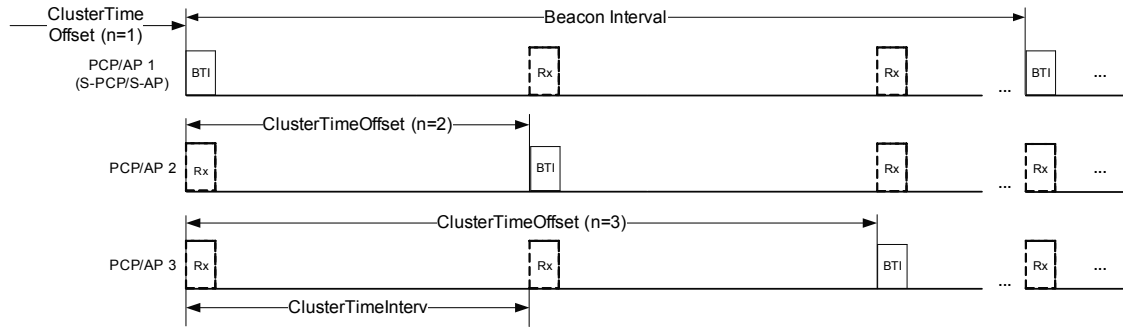 ClusterTime
Offset (n=1)
Beacon Interval
PCP/AP 1
(S-PCP/S-AP)
BTI
Rx
Rx
...
BTI
...
ClusterTimeOffset (n=2)
PCP/AP 2
Rx
BTI
Rx
...
Rx
...
ClusterTimeOffset (n=3)
PCP/AP 3
Rx
Rx
BTI
...
Rx
...
ClusterTimeInterv